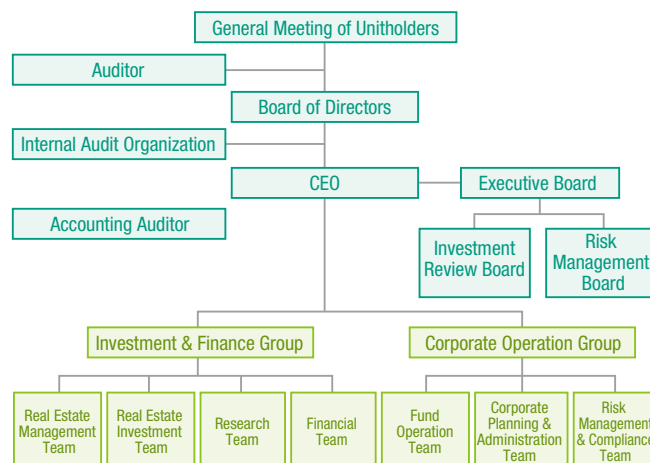 General Meeting of Unitholders
Auditor
Board of Directors
Internal Audit Organization
CEO
Executive Board
Accounting Auditor
Investment
Review Board
Risk
Management
Board
Investment & Finance Group
Corporate Operation Group
Real Estate
Management
Team
Real Estate
Investment
Team
Research
Team
Financial
Team
Fund
Operation
Team
Corporate
Planning &
Administration
Team
Risk
Management
& Compliance
Team